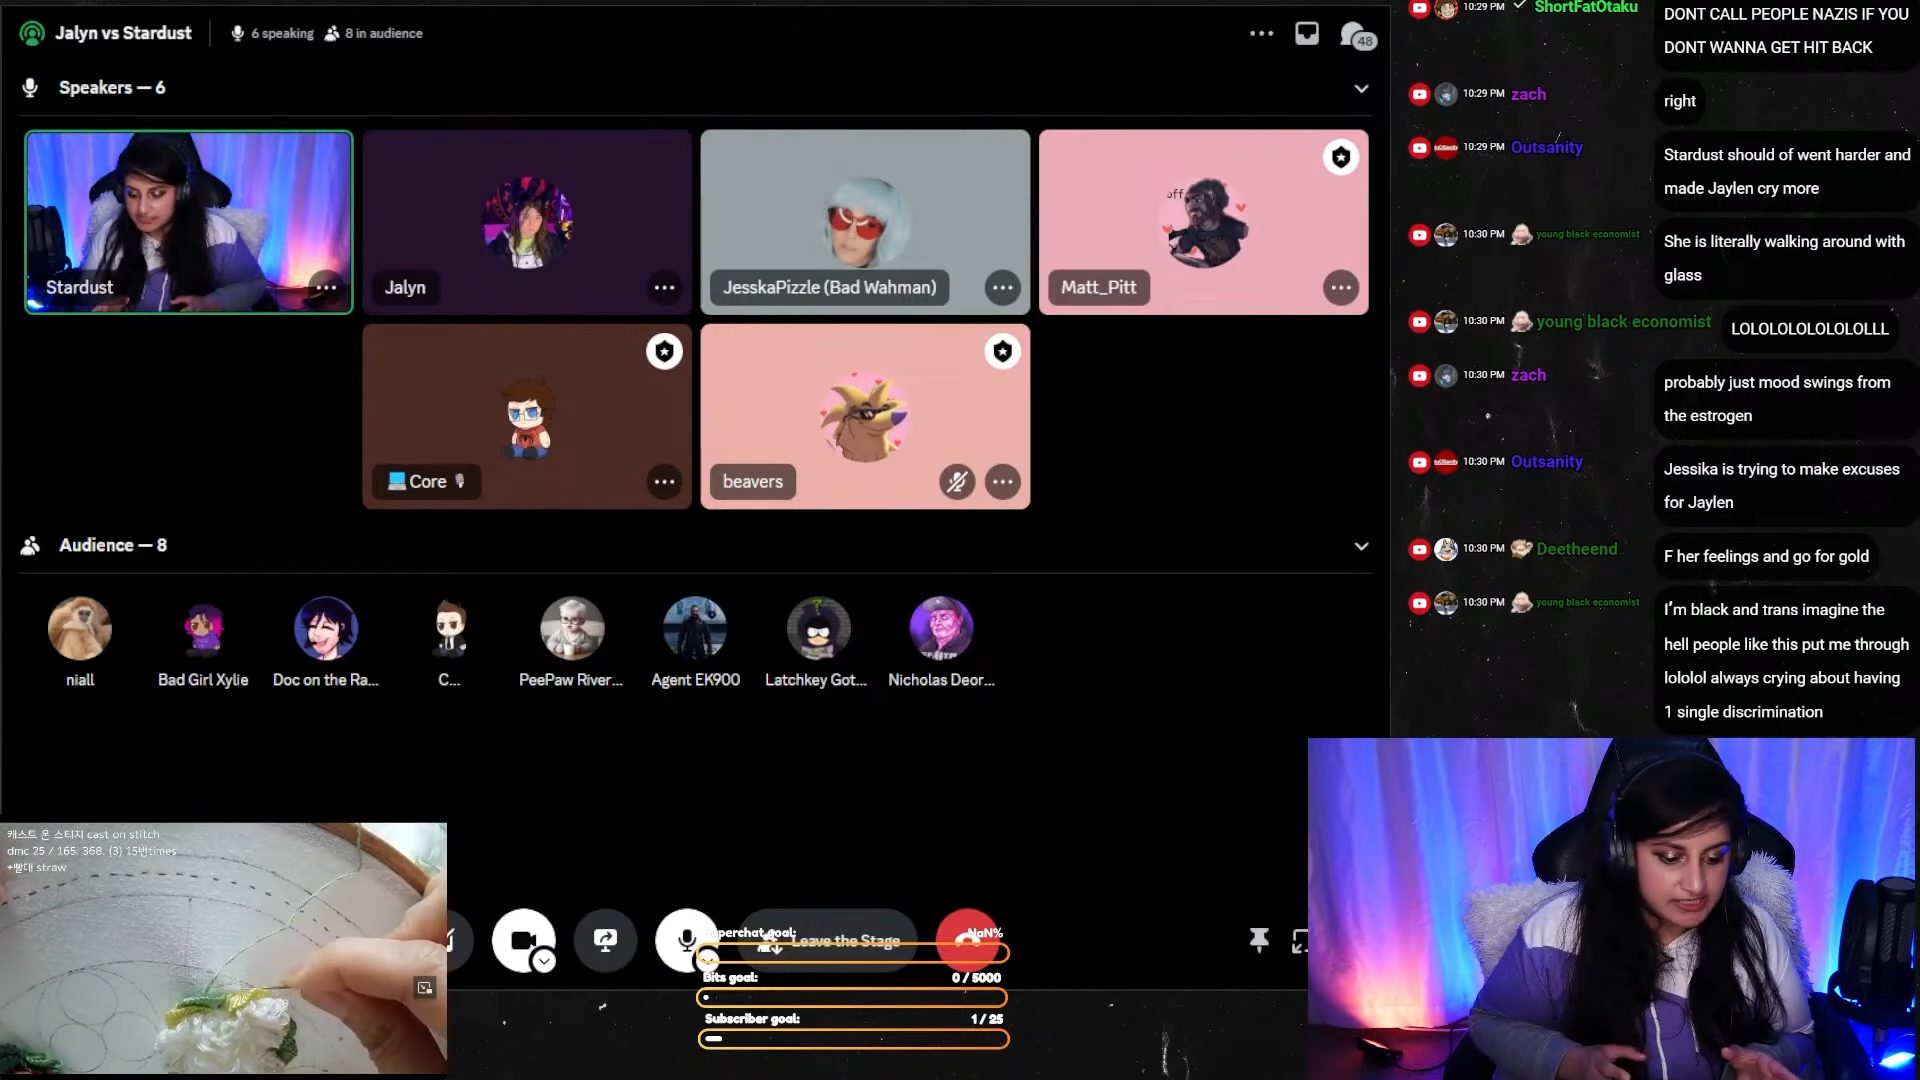 Jalyn vs Stardust
6 speaking
8 in audience
48
Speakers — 6
Stardust
Jalyn
JesskaPizzle (Bad Wahman)
off
Matt_Pitt
Core
beavers
Audience — 8
niall
Bad Girl Xylie
Doc on the Ra...
C...
PeePaw River...
Agent EK900
Latchkey Got...
Nicholas Deor...
캐스트 온 스티치 cast on stitch
dmc 25 / 165. 368. (3) 15번times
+빨대 straw
Leave the Stage
perchat goal:
NaN%
Bits goal:
0 / 5000
Subscriber goal:
1 / 25
10:29 PM ShortFatOtaku
DONT CALL PEOPLE NAZIS IF YOU
DONT WANNA GET HIT BACK
10:29 PM zach
right
10:29 PM Outsanity
Stardust should of went harder and
made Jaylen cry more
10:30 PM young black economist
She is literally walking around with
glass
10:30 PM young black economist
LOLOLOLOLOLOLOLLL
10:30 PM zach
probably just mood swings from
the estrogen
10:30 PM Outsanity
Jessika is trying to make excuses
for Jaylen
10:30 PM Deetheend
F her feelings and go for gold
10:30 PM young black economist
I'm black and trans imagine the
hell people like this put me through
lololol always crying about having
1 single discrimination